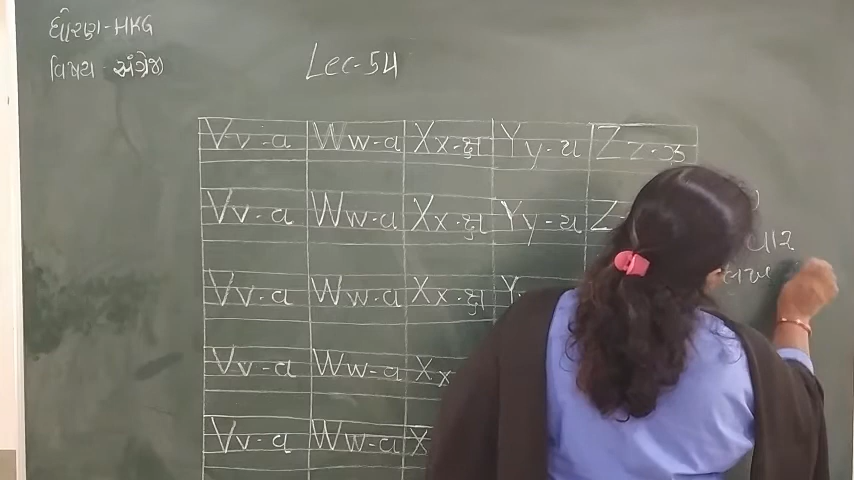 ધોરણ - HKG
વિષય - અંગ્રેજી
Lec-54
Vv-વ Ww-વ Xx-ક્ષ Yy-ય Zz-ઝ
Vv-વ Ww-વ Xx-ક્ષ Yy-ય Z
Vv-વ Ww-વ Xx-ક્ષ Y
Vv-વ Ww-વ Xx
Vv-વ Ww-વ X
વાર